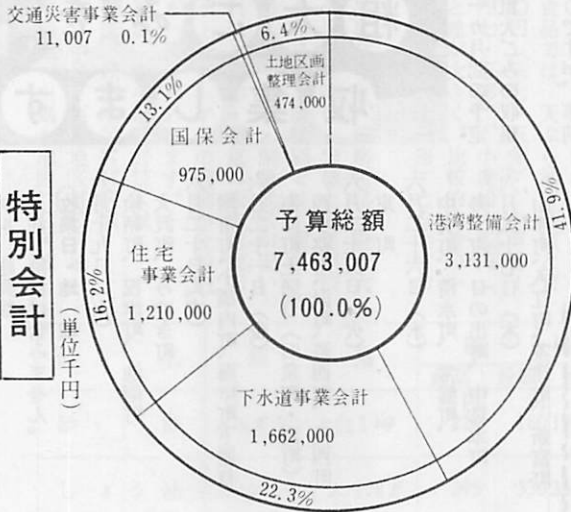 特別会計
(単位千円)
交通災害事業会計
11,007 0.1%
6.4%
土地区画
整理会計
474,000
13.1%
国保会計
975,000
16.2%
住宅
事業会計
1,210,000
予算総額
7,463,007
(100.0%)
41.9%
港湾整備会計
3,131,000
下水道事業会計
1,662,000
22.3%